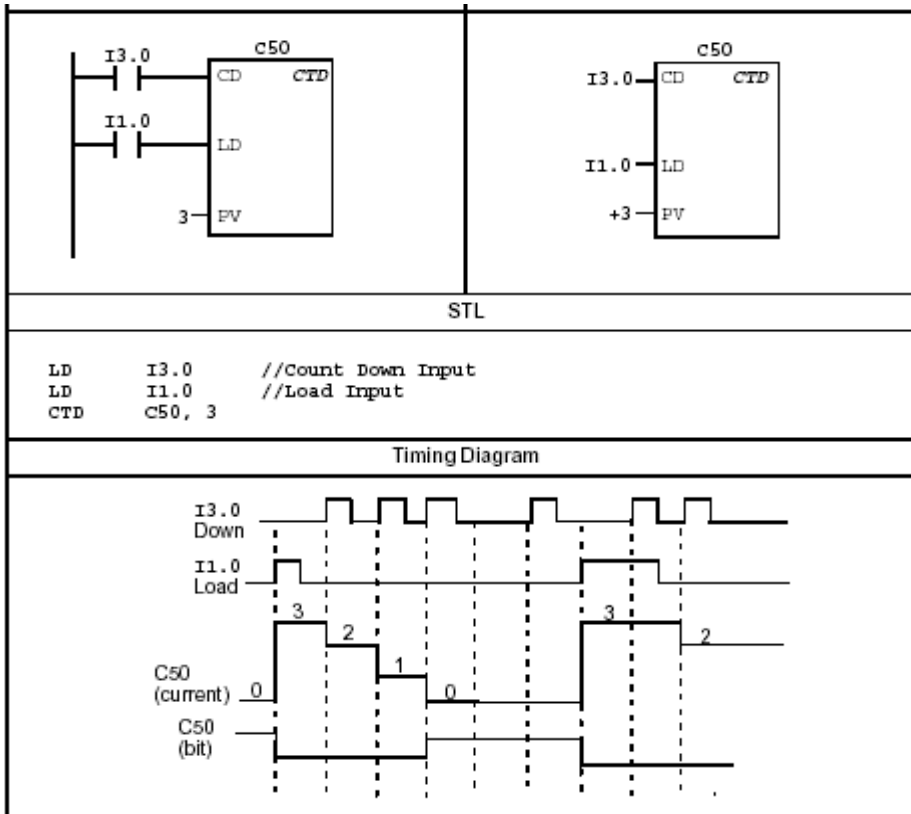 C50
I3.0
CD CTD
I1.0
LD
3 PV
C50
I3.0 CD CTD
I1.0 LD
+3 PV
STL
LD I3.0 //Count Down Input
LD I1.0 //Load Input
CTD C50, 3
Timing Diagram
I3.0
Down
I1.0
Load
3
2
1
0
3
2
C50
(current) 0
C50
(bit)